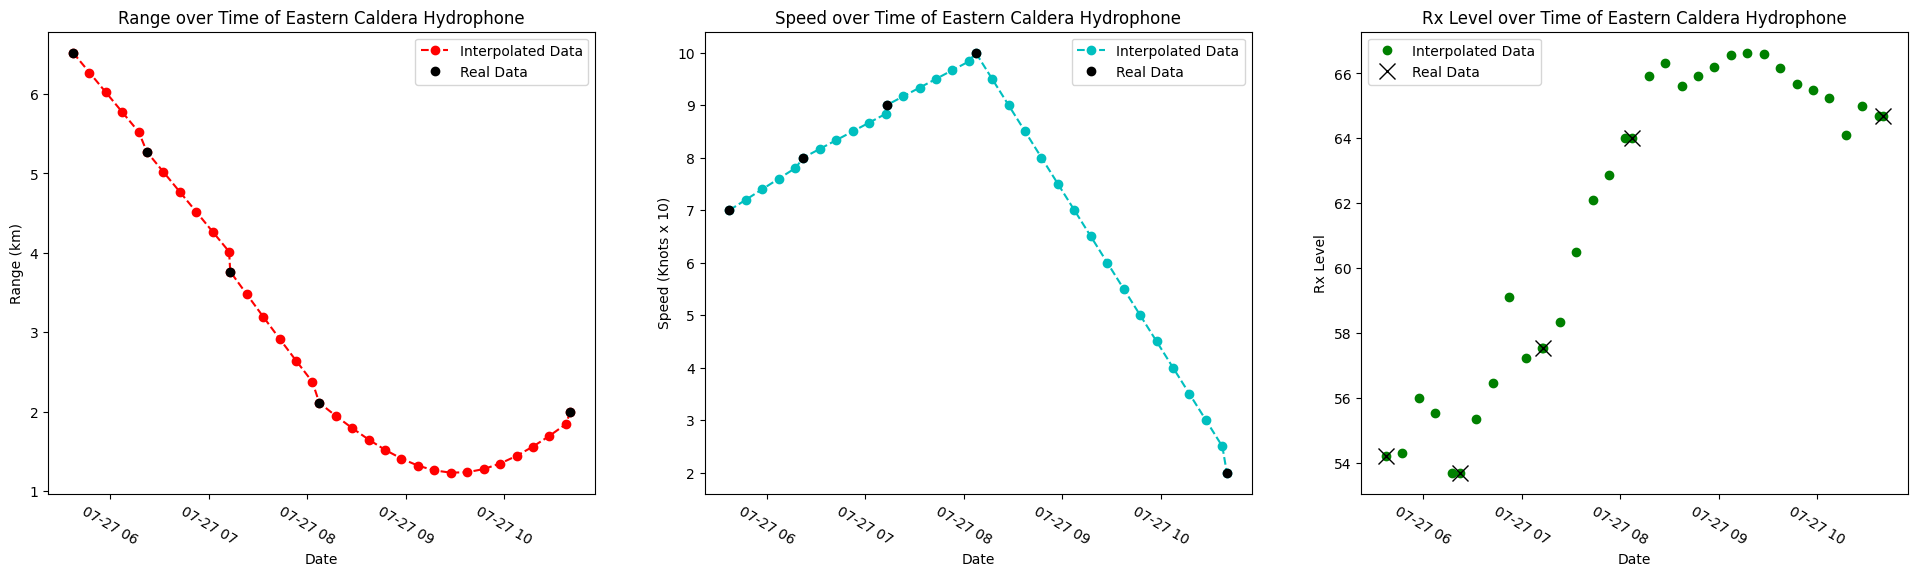 Range over Time of Eastern Caldera Hydrophone
Interpolated Data
Real Data
Range (km)
6
5
4
3
2
1
07-27 06
07-27 07
07-27 08
07-27 09
07-27 10
Date
Speed over Time of Eastern Caldera Hydrophone
Interpolated Data
Real Data
Speed (Knots x 10)
10
9
8
7
6
5
4
3
2
07-27 06
07-27 07
07-27 08
07-27 09
07-27 10
Date
Rx Level over Time of Eastern Caldera Hydrophone
Interpolated Data
Real Data
Rx Level
66
64
62
60
58
56
54
07-27 06
07-27 07
07-27 08
07-27 09
07-27 10
Date